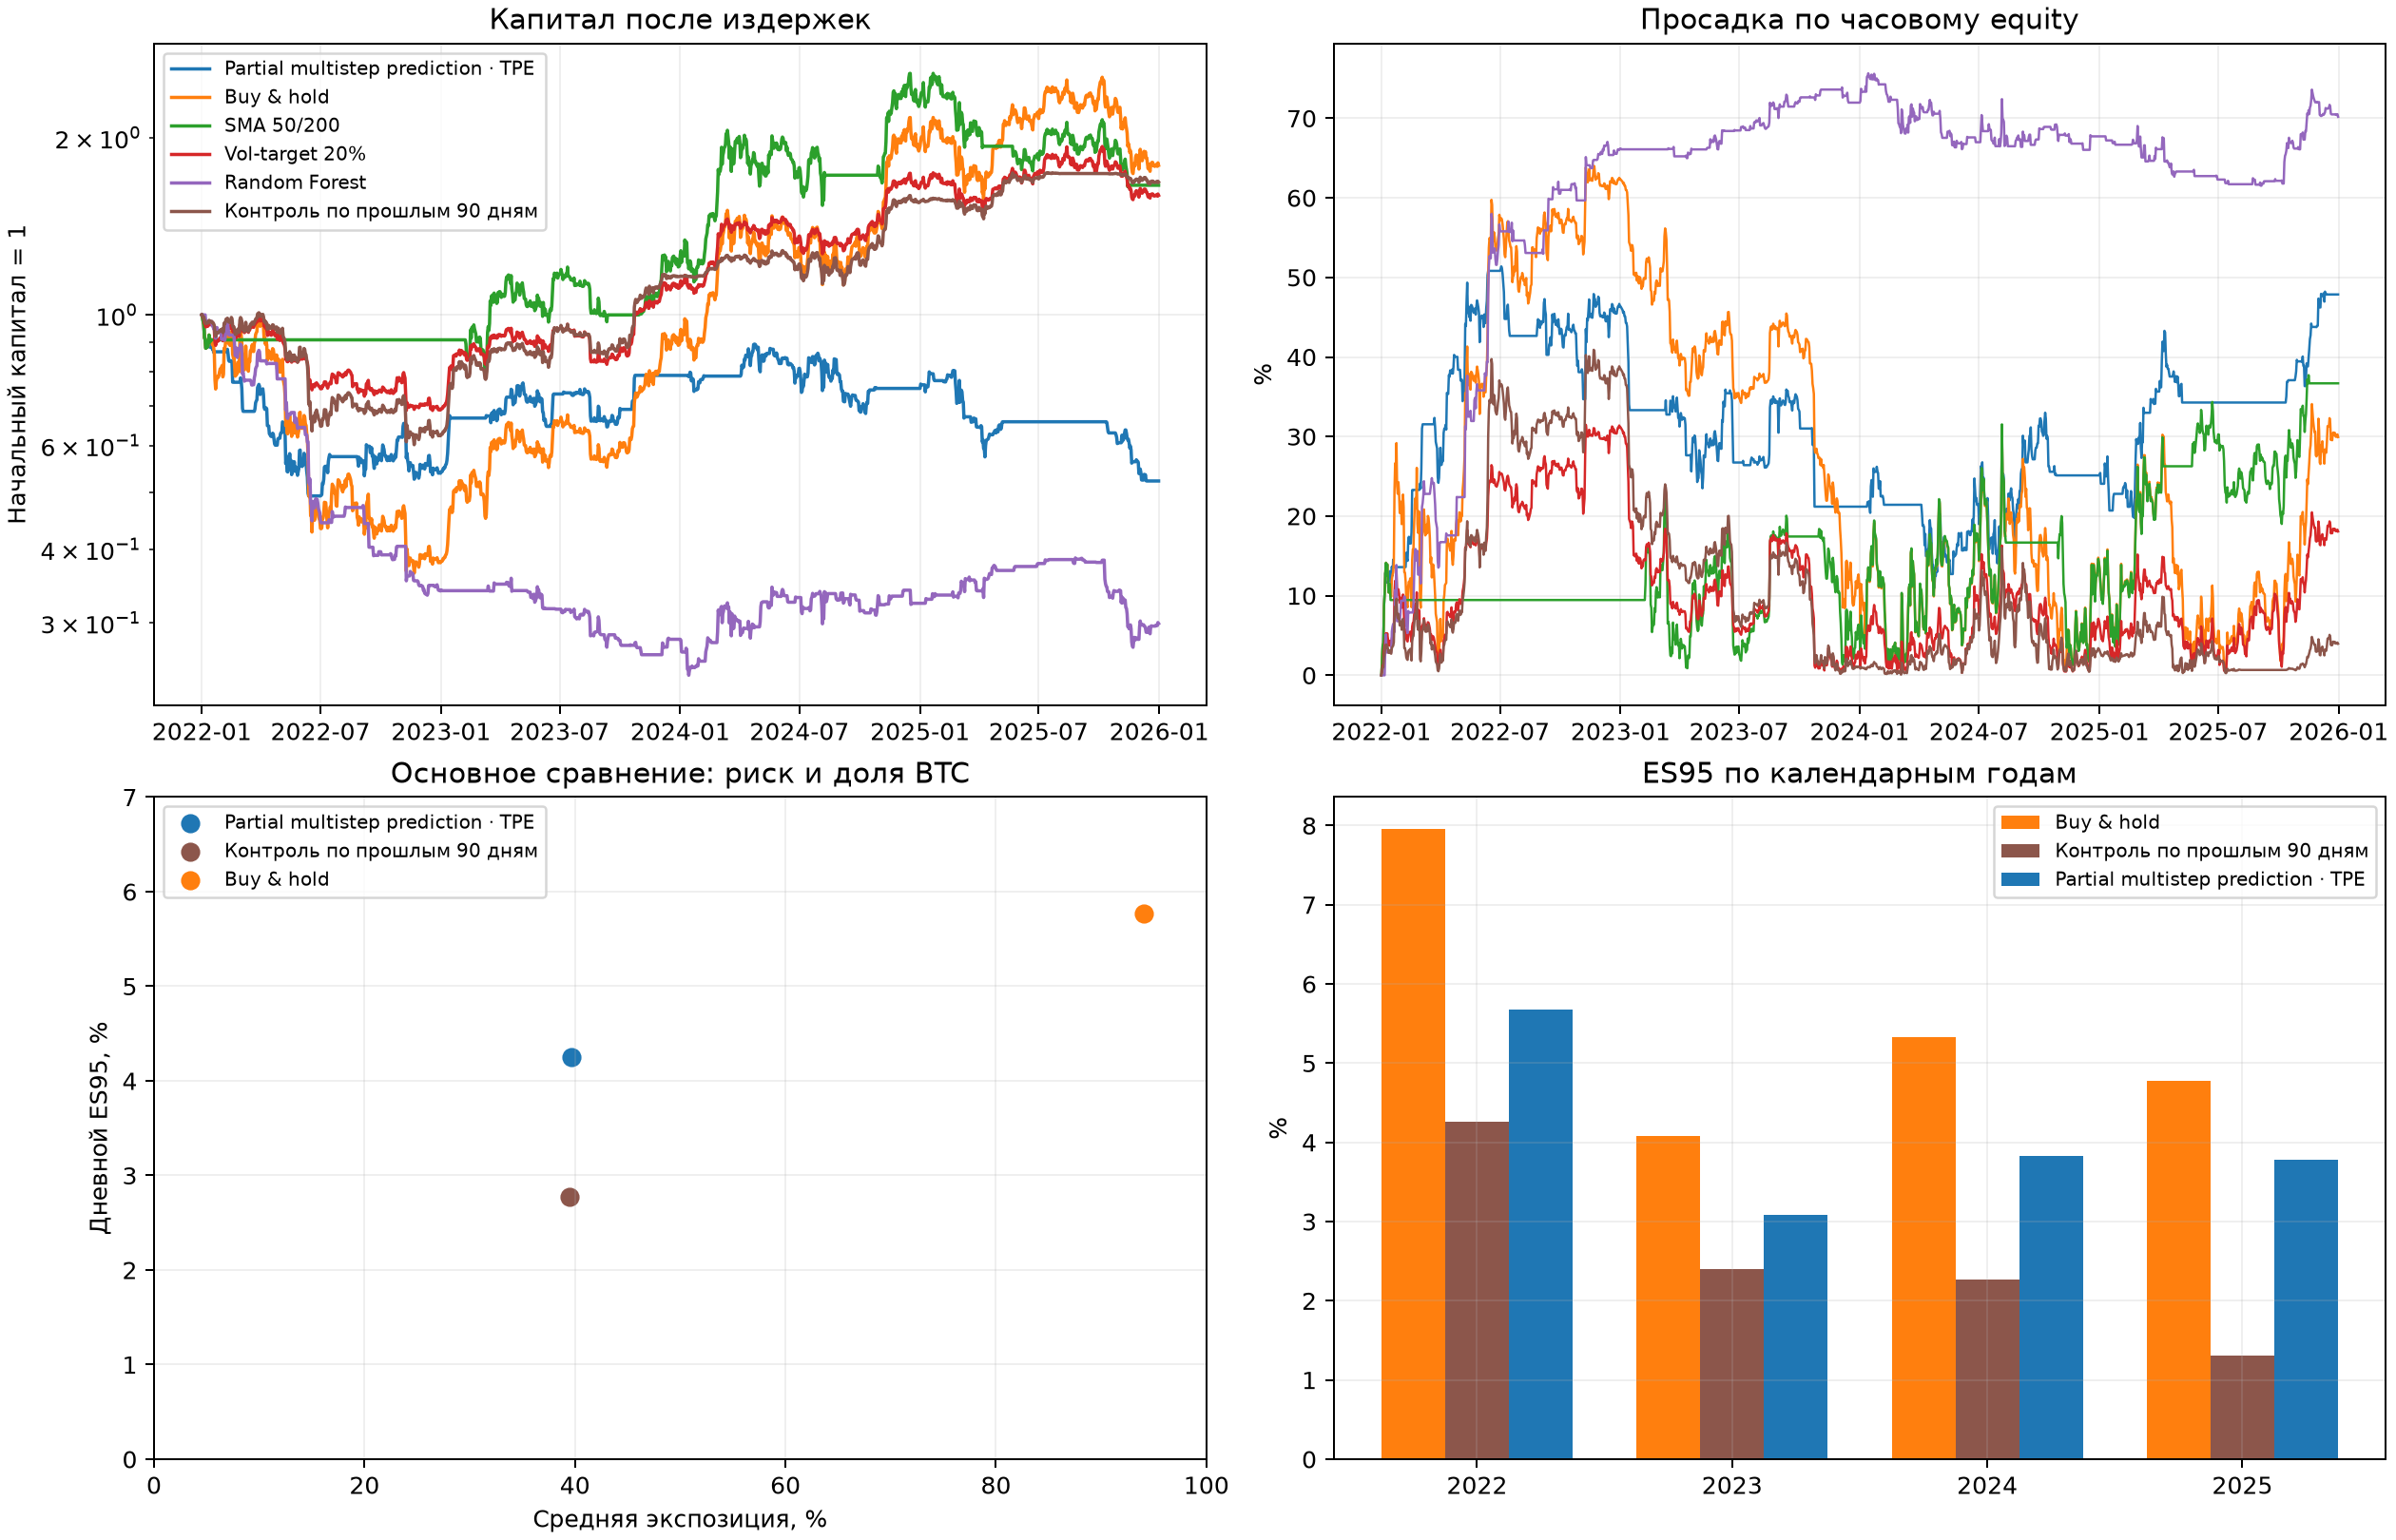 Капитал после издержек
Начальный капитал = 1
2 × 10⁰
10⁰
6 × 10⁻¹
4 × 10⁻¹
3 × 10⁻¹
Partial multistep prediction · TPE
Buy & hold
SMA 50/200
Vol-target 20%
Random Forest
Контроль по прошлым 90 дням
2022-01 2022-07 2023-01 2023-07 2024-01 2024-07 2025-01 2025-07 2026-01
Просадка по часовому equity
%
70
60
50
40
30
20
10
0
2022-01 2022-07 2023-01 2023-07 2024-01 2024-07 2025-01 2025-07 2026-01
Основное сравнение: риск и доля BTC
Дневной ES95, %
7
6
5
4
3
2
1
0
Partial multistep prediction · TPE
Контроль по прошлым 90 дням
Buy & hold
0 20 40 60 80 100
Средняя экспозиция, %
ES95 по календарным годам
%
8
7
6
5
4
3
2
1
0
Buy & hold
Контроль по прошлым 90 дням
Partial multistep prediction · TPE
2022 2023 2024 2025